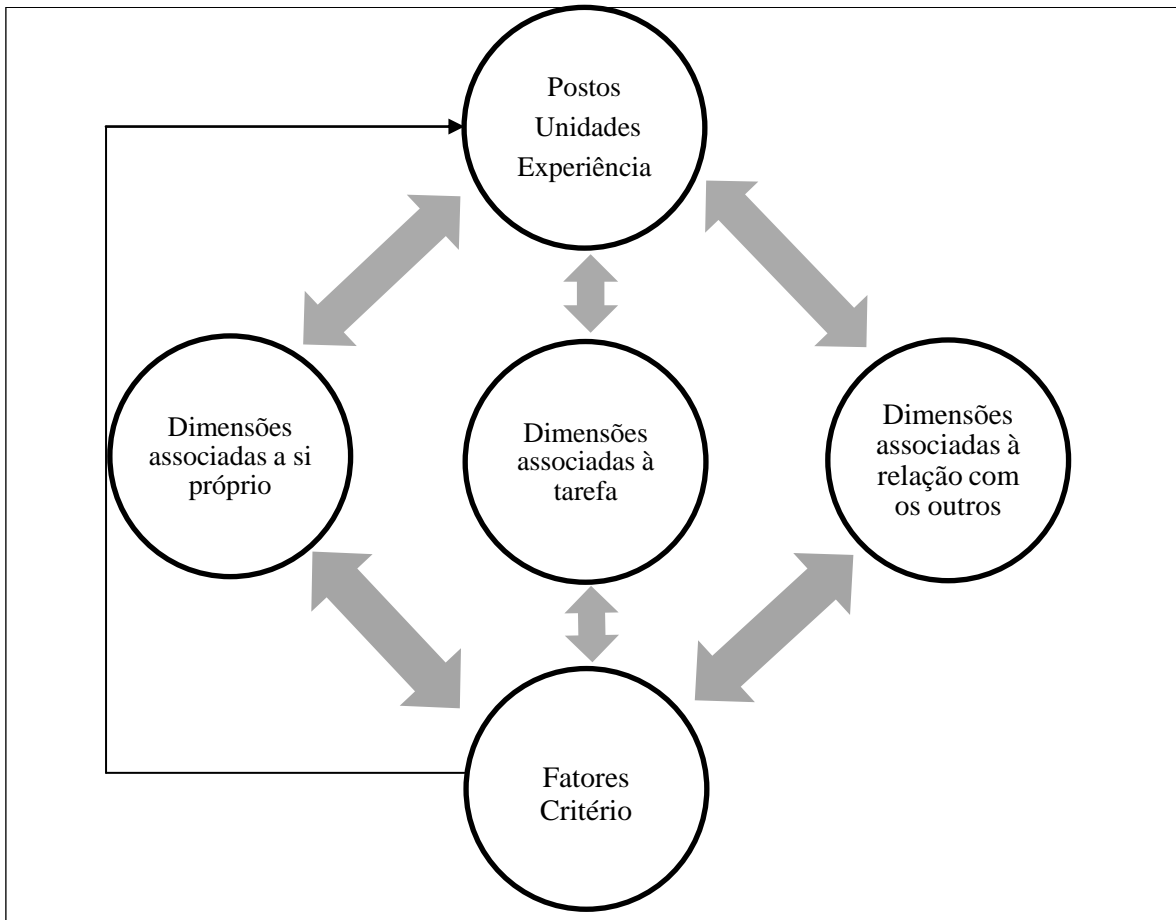 Postos
Unidades
Experiência
Dimensões
associadas a si
próprio
Dimensões
associadas à
tarefa
Dimensões
associadas à
relação com
os outros
Fatores
Critério